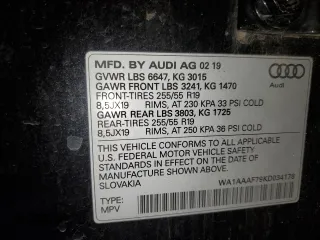 MFD. BY AUDI AG 02 19
GVWR LBS 6647, KG 3015
GAWR FRONT LBS 3241, KG 1470
FRONT-TIRES 255/55 R19
8,5JX19 RIMS, AT 230 KPA 33 PSI COLD
GAWR REAR LBS 3803, KG 1725
REAR-TIRES 255/55 R19
8,5JX19 RIMS, AT 250 KPA 36 PSI COLD
Audi
THIS VEHICLE CONFORMS TO ALL APPLICABLE
U.S. FEDERAL MOTOR VEHICLE SAFETY
STANDARDS IN EFFECT ON THE DATE OF
MANUFACTURE SHOWN ABOVE.
SLOVAKIA
TYPE:
MPV